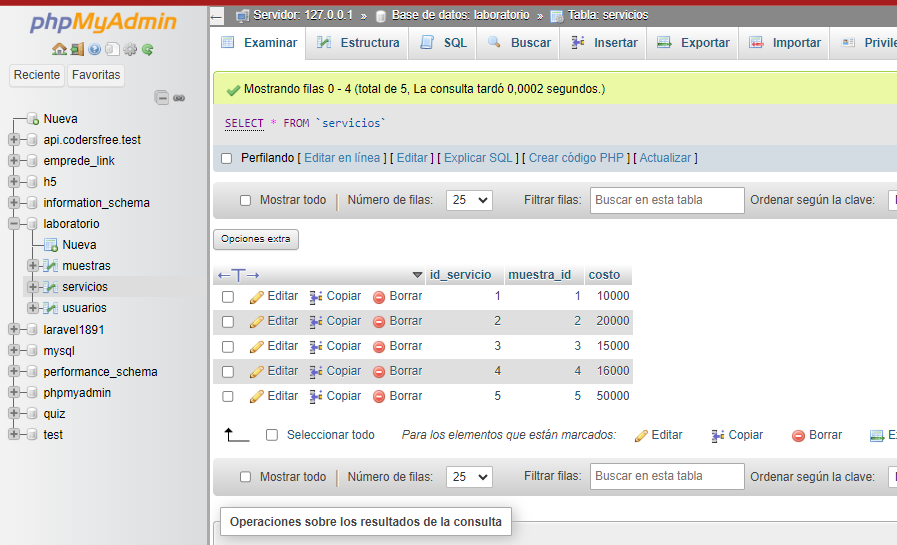 phpMyAdmin
Reciente Favoritas
Nueva
api.codersfree.test
emprede_link
h5
information_schema
laboratorio
Nueva
muestras
servicios
usuarios
laravel1891
mysql
performance_schema
phpmyadmin
quiz
test
Servidor: 127.0.0.1 » Base de datos: laboratorio » Tabla: servicios
Examinar Estructura SQL Buscar Insertar Exportar Importar Privile
Mostrando filas 0 - 4 (total de 5, La consulta tardó 0,0002 segundos.)
SELECT * FROM `servicios`
Perfilando [ Editar en línea ] [ Editar ] [ Explicar SQL ] [ Crear código PHP ] [ Actualizar ]
Mostrar todo | Número de filas: 25 Filtrar filas: Buscar en esta tabla Ordenar según la clave:
Opciones extra
←T→ id_servicio muestra_id costo
Editar Copiar Borrar 1 1 10000
Editar Copiar Borrar 2 2 20000
Editar Copiar Borrar 3 3 15000
Editar Copiar Borrar 4 4 16000
Editar Copiar Borrar 5 5 50000
Seleccionar todo Para los elementos que están marcados: Editar Copiar Borrar E
Mostrar todo | Número de filas: 25 Filtrar filas: Buscar en esta tabla Ordenar según la clave:
Operaciones sobre los resultados de la consulta